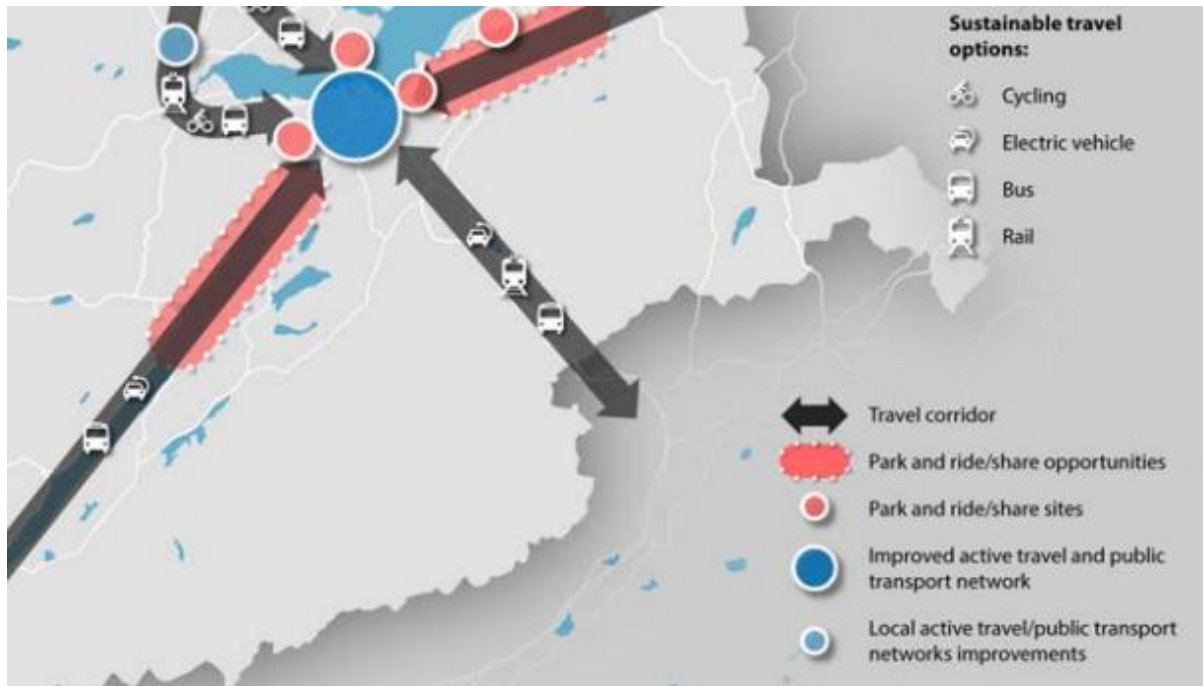 Sustainable travel
options:
Cycling
Electric vehicle
Bus
Rail
Travel corridor
Park and ride/share opportunities
Park and ride/share sites
Improved active travel and public
transport network
Local active travel/public transport
networks improvements